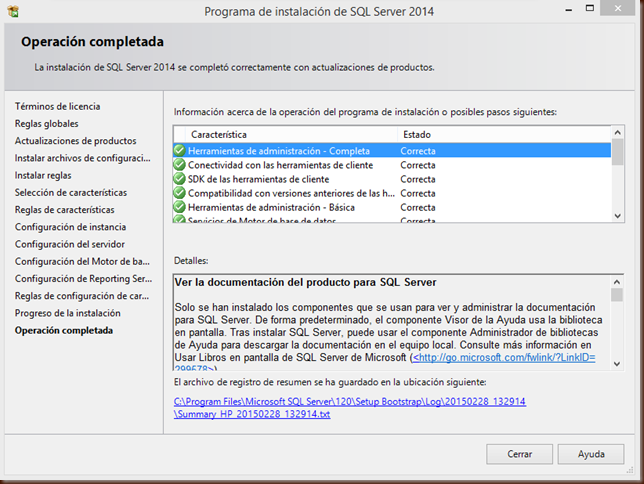 Programa de instalación de SQL Server 2014
Operación completada
La instalación de SQL Server 2014 se completó correctamente con actualizaciones de productos.
Términos de licencia
Reglas globales
Actualizaciones de productos
Instalar archivos de configuraci...
Instalar reglas
Selección de características
Reglas de características
Configuración de instancia
Configuración del servidor
Configuración del Motor de ba...
Configuración de Reporting Ser...
Reglas de configuración de car...
Progreso de la instalación
Operación completada
Información acerca de la operación del programa de instalación o posibles pasos siguientes:
Característica Estado
Herramientas de administración - Completa Correcta
Conectividad con las herramientas de cliente Correcta
SDK de las herramientas de cliente Correcta
Compatibilidad con versiones anteriores de las h... Correcta
Herramientas de administración - Básica Correcta
Servicios de Motor de base de datos Correcta
Detalles:
Ver la documentación del producto para SQL Server
Solo se han instalado los componentes que se usan para ver y administrar la documentación
para SQL Server. De forma predeterminado, el componente Visor de la Ayuda usa la biblioteca
en pantalla. Tras instalar SQL Server, puede usar el componente Administrador de bibliotecas
de Ayuda para descargar la documentación en el equipo local. Consulte más información en
Usar Libros en pantalla de SQL Server de Microsoft (<http://go.microsoft.com/fwlink/?LinkID=
299578>).
El archivo de registro de resumen se ha guardado en la ubicación siguiente:
C:\Program Files\Microsoft SQL Server\120\Setup Bootstrap\Log\20150228_132914
\Summary_HP_20150228_132914.txt
Cerrar
Ayuda